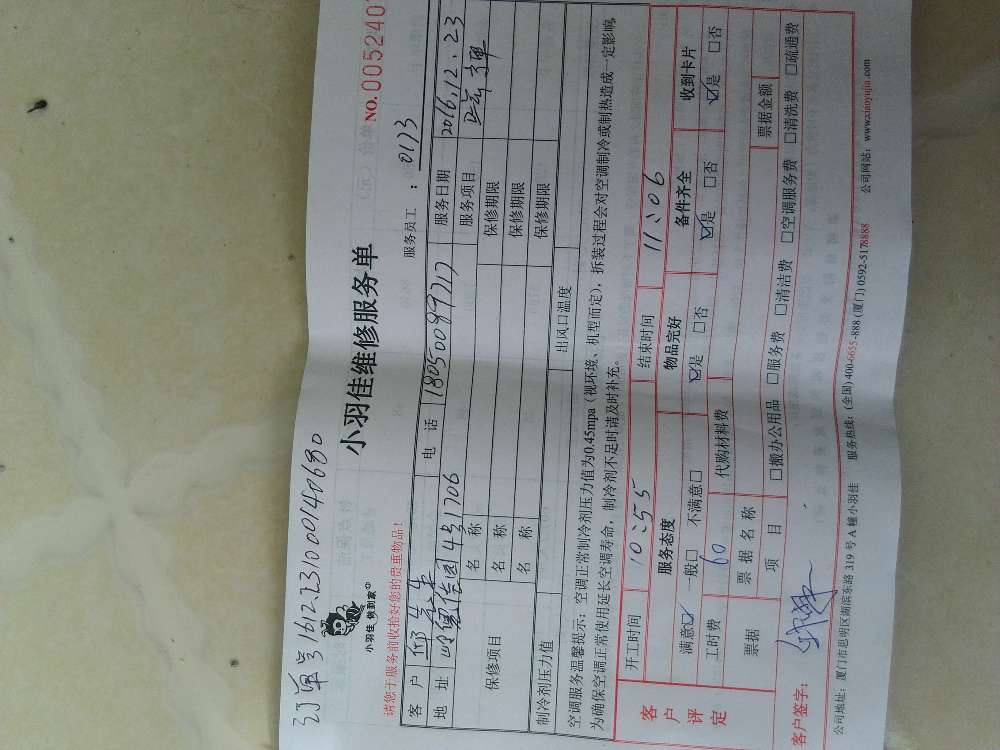 订单号1612231000140680
小羽佳 做到家
小羽佳维修服务单
NO.005240
请您于服务前收拾好您的贵重物品!
服务员工:0113
客户 邱先生 电话 18050099717 服务日期 2016.12.23
地址 14号1706 服务项目
保修项目 名称 保修期限
名称 保修期限
名称 保修期限
制冷剂压力值 出风口温度
空调服务温馨提示:空调正常制冷剂压力值为0.45mpa(视环境、机型而定),拆装过程会对空调制冷或制热造成一定影响,
为确保空调正常使用延长空调寿命,制冷剂不足时请及时补充。
客户评定
开工时间 10:55 结束时间 11:06
服务态度 物品完好 备件齐全 收到卡片
满意☑ 一般□ 不满意□ ☑是 □否 ☑是 □否 ☑是 □否
工时费 60 代购材料费
票据 票据名称 票据金额
项目 □搬办公用品 □服务费 □清洁费 □空调服务费 □清洗费 □疏通费
客户签字:
公司地址:厦门市思明区湖滨东路 319 号 A 幢小羽佳 服务热线:(全国) 400-6655-888 (厦门) 0592-5178888 公司网站:www.xiaoyujia.com